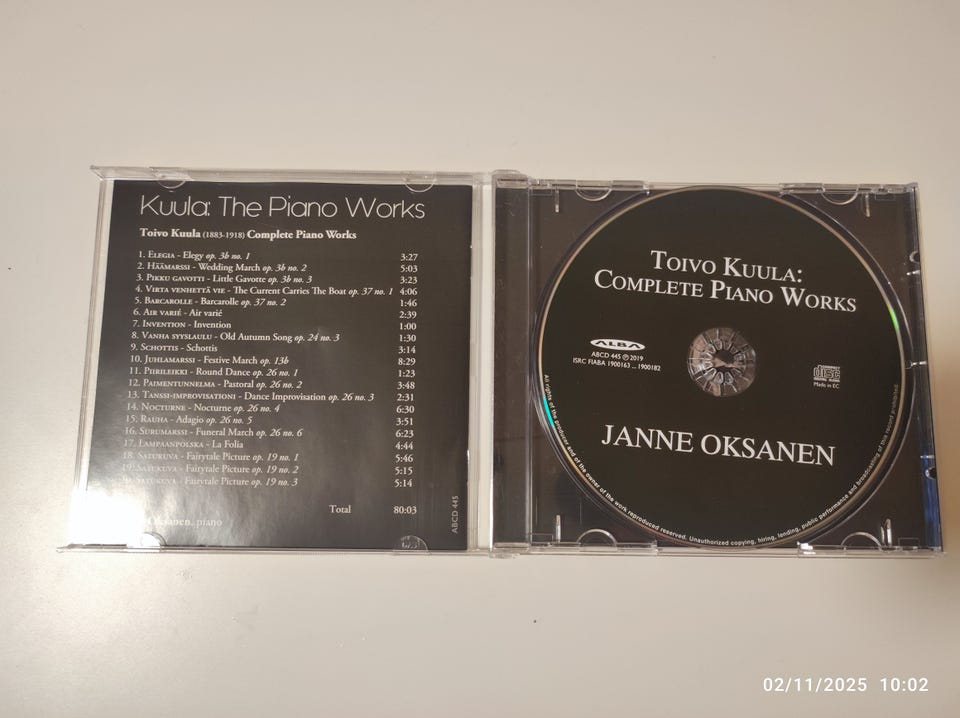 Kuula: The Piano Works
Toivo Kuula (1883-1918) Complete Piano Works
1. Elegia - Elegy op. 3b no. 1 3:27
2. Häämarssi - Wedding March op. 3b no. 2 5:03
3. Pikku gavotti - Little Gavotte op. 3b no. 3 3:23
4. Virta venhettä vie - The Current Carries The Boat op. 37 no. 1 4:06
5. Barcarolle - Barcarolle op. 37 no. 2 1:46
6. Air varié - Air varié 2:39
7. Invention - Invention 1:00
8. Vanha syyslaulu - Old Autumn Song op. 24 no. 3 1:30
9. Schottis - Schottis 3:14
10. Juhlamarssi - Festive March op. 13b 8:29
11. Piirileikki - Round Dance op. 26 no. 1 1:23
12. Paimentunnelma - Pastoral op. 26 no. 2 3:48
13. Tanssi-improvisationi - Dance Improvisation op. 26 no. 3 2:31
14. Nocturne - Nocturne op. 26 no. 4 6:30
15. Rauha - Adagio op. 26 no. 5 3:51
16. Surumarssi - Funeral March op. 26 no. 6 6:23
17. Lampaanpolska - La Folia 4:44
18. Satukuva - Fairytale Picture op. 19 no. 1 5:46
19. Satukuva - Fairytale Picture op. 19 no. 2 5:15
Satukuva - Fairytale Picture op. 19 no. 3 5:14
Total 80:03
Oksanen, piano
ABCD 445
Toivo Kuula:
Complete Piano Works
ALBA
ABCD 445 ℗ 2019
ISRC FIABA 1900163 ... 1900182
COMPACT
disc
DIGITAL AUDIO
Made in EC
JANNE OKSANEN
All rights of the producer and of the owner of the work reproduced reserved. Unauthorized copying, hiring, lending, public performance and broadcasting of this record prohibited.
02/11/2025 10:02